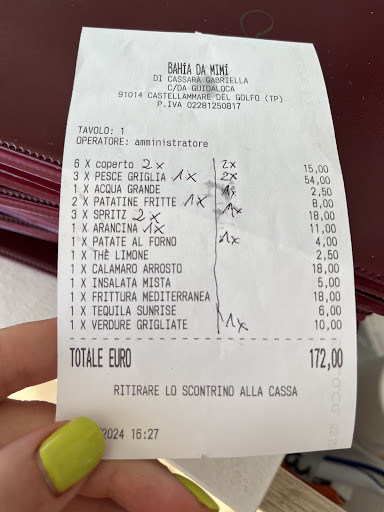 BAHÍA DA MIMÍ
DI CASSARA GABRIELLA
C/DA GUIDALOCA
91014 CASTELLAMMARE DEL GOLFO (TP)
P.IVA 02281250817
TAVOLO: 1
OPERATORE: amministratore
6 X coperto 2x 2x 15,00
3 X PESCE GRIGLIA 1x 2x 54,00
1 X ACQUA GRANDE 1x 2,50
2 X PATATINE FRITTE 1x 1x 8,00
3 X SPRITZ 2x 18,00
1 X ARANCINA 1x 11,00
1 X PATATE AL FORNO 1x 4,00
1 X THÈ LIMONE 2,50
1 X CALAMARO ARROSTO 18,00
1 X INSALATA MISTA 5,00
1 X FRITTURA MEDITERRANEA 18,00
1 X TEQUILA SUNRISE 6,00
1 X VERDURE GRIGLIATE 1x 10,00
TOTALE EURO 172,00
RITIRARE LO SCONTRINO ALLA CASSA
/2024 16:27